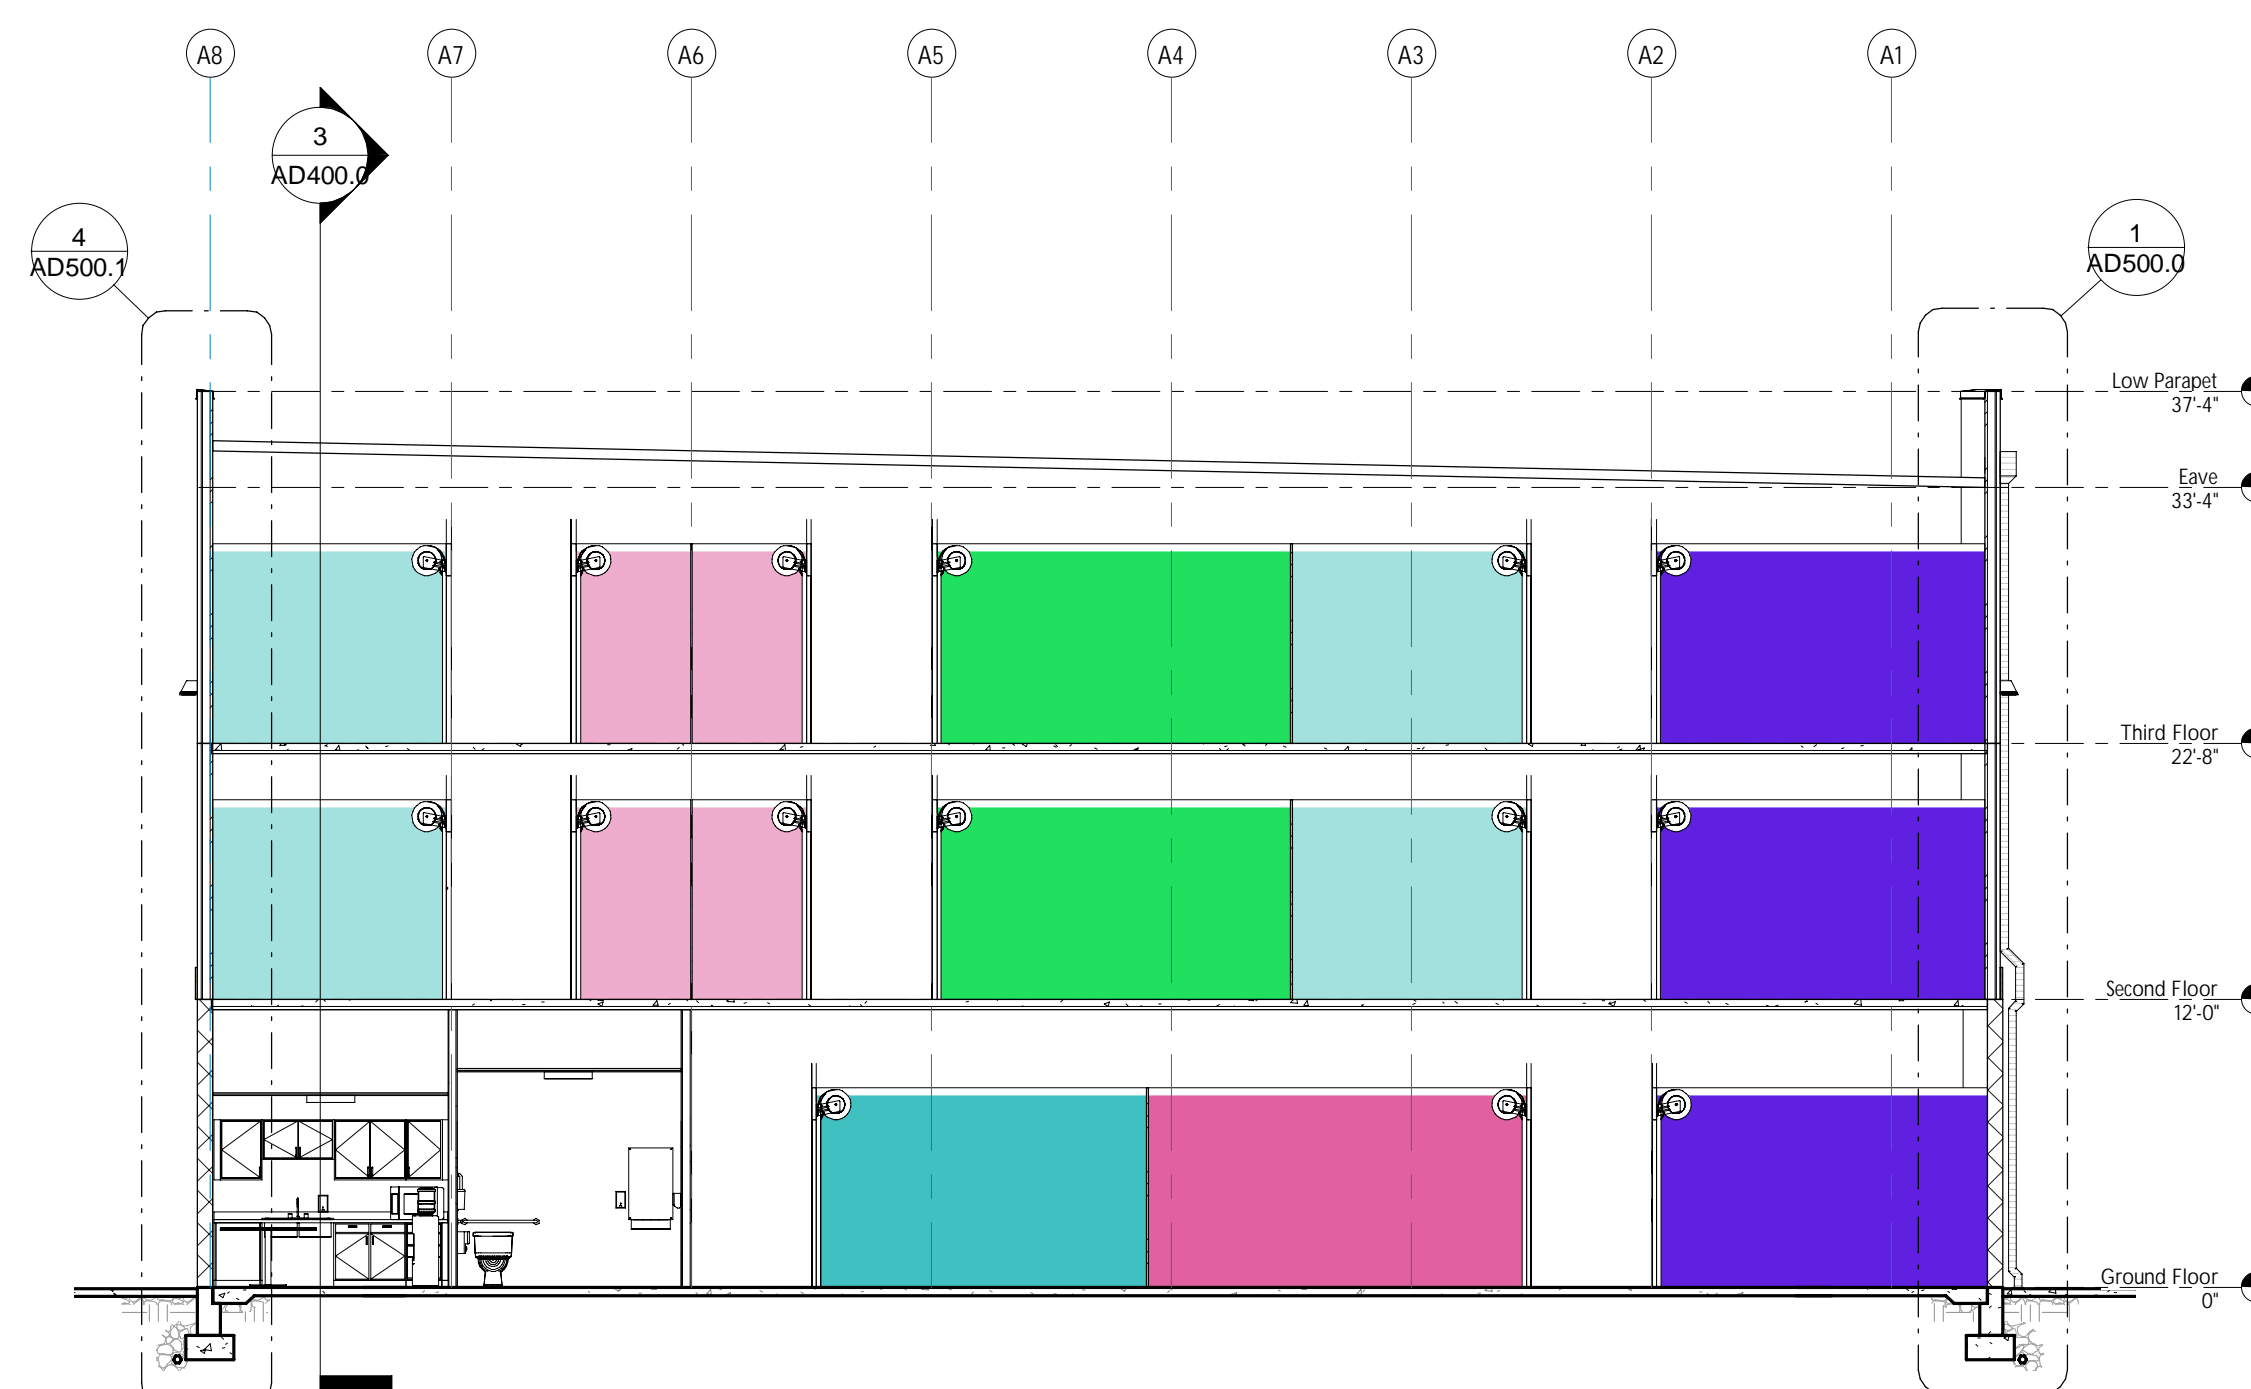 A8
A7
A6
A5
A4
A3
A2
A1
3
AD400.0
4
AD500.1
1
AD500.0
Low Parapet
37'-4"
Eave
33'-4"
Third Floor
22'-8"
Second Floor
12'-0"
Ground Floor
0"